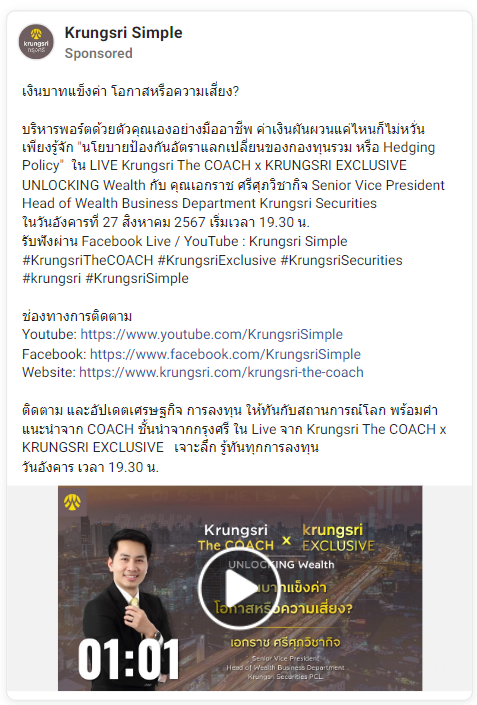 krungsri
กรุงศรี
Krungsri Simple
Sponsored
เงินบาทแข็งค่า โอกาสหรือความเสี่ยง?
บริหารพอร์ตด้วยตัวคุณเองอย่างมืออาชีพ ค่าเงินผันผวนแค่ไหนก็ไม่หวั่น
เพียงรู้จัก "นโยบายป้องกันอัตราแลกเปลี่ยนของกองทุนรวม หรือ Hedging
Policy" ใน LIVE Krungsri The COACH x KRUNGSRI EXCLUSIVE
UNLOCKING Wealth กับ คุณเอกราช ศรีศุภวิชากิจ Senior Vice President
Head of Wealth Business Department Krungsri Securities
ในวันอังคารที่ 27 สิงหาคม 2567 เริ่มเวลา 19.30 น.
รับฟังผ่าน Facebook Live / YouTube : Krungsri Simple
#KrungsriTheCOACH #KrungsriExclusive #KrungsriSecurities
#krungsri #KrungsriSimple
ช่องทางการติดตาม
Youtube: https://www.youtube.com/KrungsriSimple
Facebook: https://www.facebook.com/KrungsriSimple
Website: https://www.krungsri.com/krungsri-the-coach
ติดตาม และอัปเดตเศรษฐกิจ การลงทุน ให้ทันกับสถานการณ์โลก พร้อมคำ
แนะนำจาก COACH ชั้นนำจากกรุงศรี ใน Live จาก Krungsri The COACH x
KRUNGSRI EXCLUSIVE เจาะลึก รู้ทันทุกการลงทุน
วันอังคาร เวลา 19.30 น.
Krungsri The COACH x krungsri EXCLUSIVE
UNLOCKING Wealth
แข็งค่า
โอกาสหรือความเสี่ยง?
เอกราช ศรีศุภวิชากิจ
Senior Vice President
Head of Wealth Business Department
Krungsri Securities PCL.
01:01